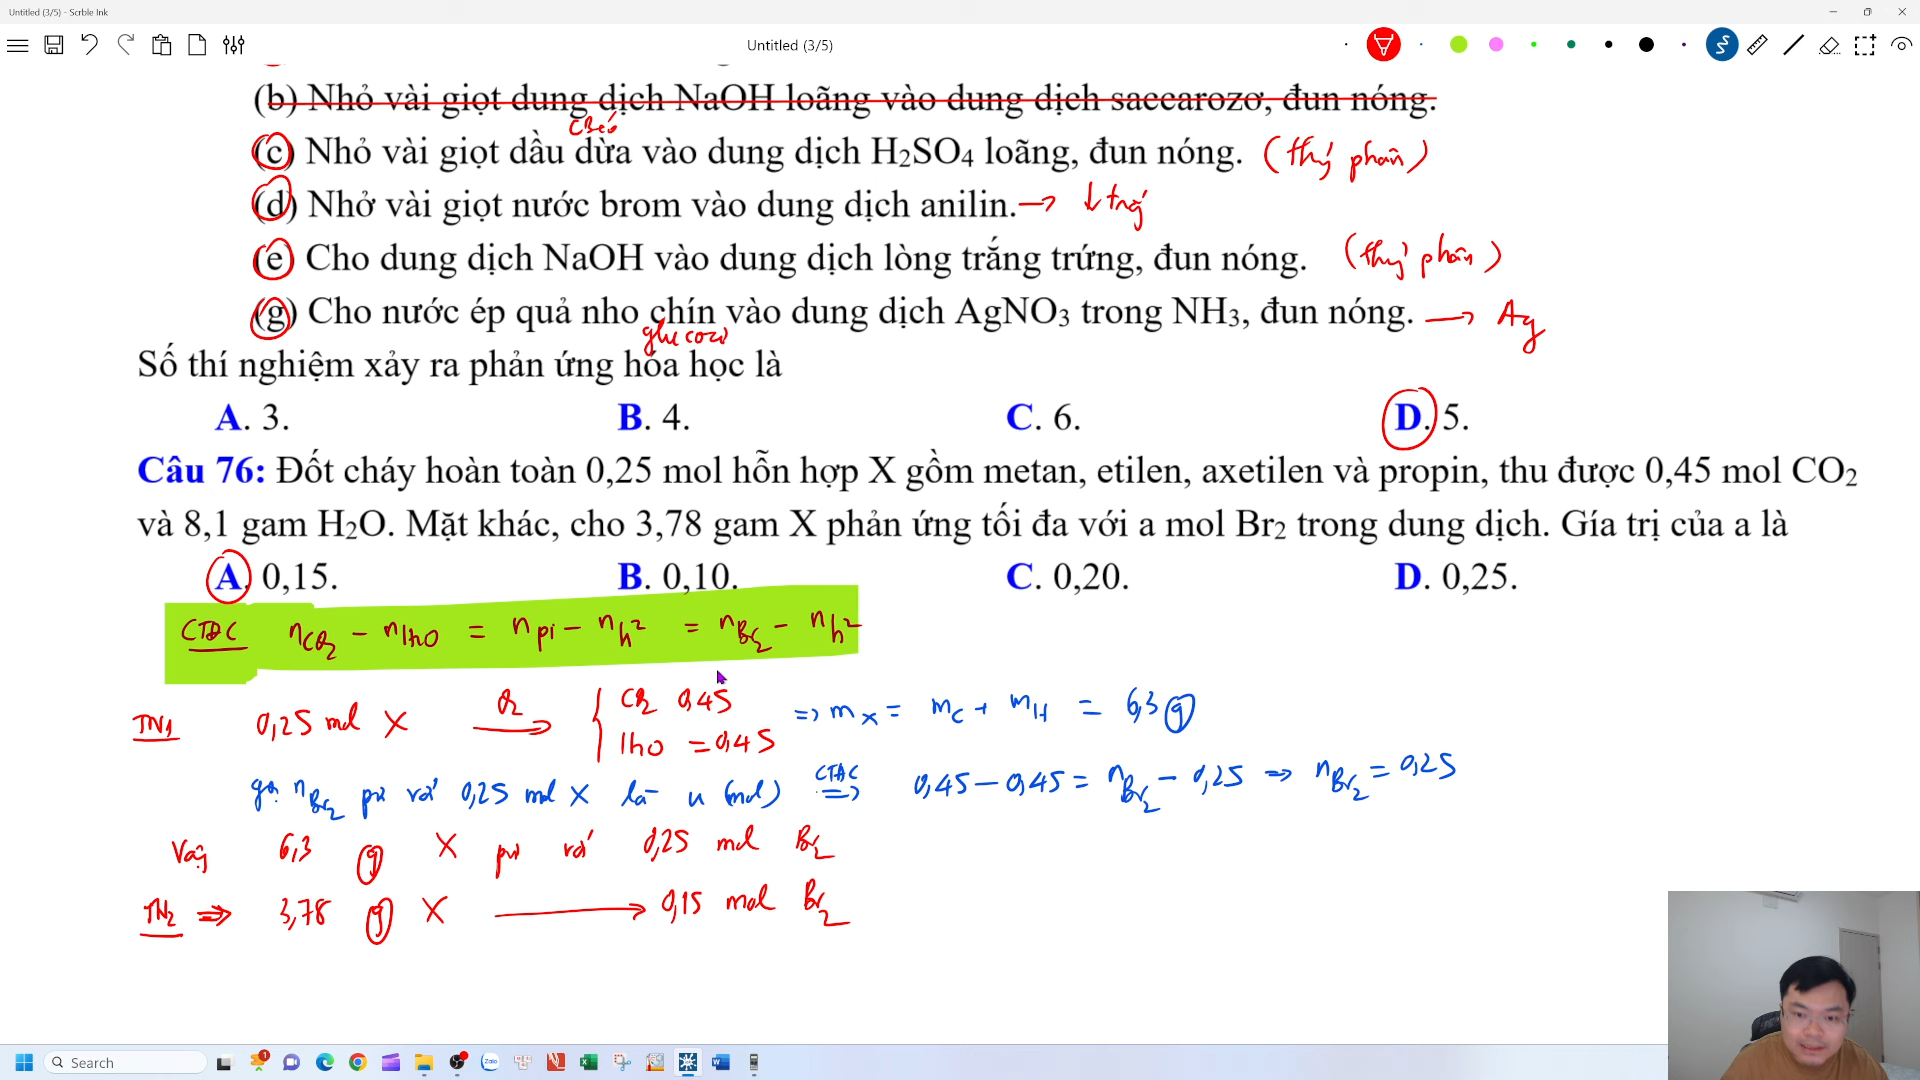 Untitled (3/5) - Scrble Ink
Untitled (3/5)
(b) Nhỏ vài giọt dung dịch NaOH loãng vào dung dịch saccarozơ, đun nóng.
cbéo
(c) Nhỏ vài giọt dầu dừa vào dung dịch H2SO4 loãng, đun nóng. (thủy phân)
(d) Nhở vài giọt nước brom vào dung dịch anilin. → ↓ trắng
(e) Cho dung dịch NaOH vào dung dịch lòng trắng trứng, đun nóng. (thủy phân)
(g) Cho nước ép quả nho chín vào dung dịch AgNO3 trong NH3, đun nóng. → Ag
glucozơ
Số thí nghiệm xảy ra phản ứng hóa học là
A. 3. B. 4. C. 6. D. 5.
Câu 76: Đốt cháy hoàn toàn 0,25 mol hỗn hợp X gồm metan, etilen, axetilen và propin, thu được 0,45 mol CO2
và 8,1 gam H2O. Mặt khác, cho 3,78 gam X phản ứng tối đa với a mol Br2 trong dung dịch. Gía trị của a là
A. 0,15. B. 0,10. C. 0,20. D. 0,25.
CTĐC nCO2 - nH2O = npi - nh2 = nBr2 - nh2
TN1 0,25 mol X O2 → { CO2 0,45 => mX = mC + mH = 6,3 g
H2O = 0,45
gọi nBr2 pư với 0,25 mol X là u (mol) CTĐC => 0,45 - 0,45 = nBr2 - 0,25 => nBr2 = 0,25
Vậy 6,3 g X pư với 0,25 mol Br2
TN2 => 3,78 g X → 0,15 mol Br2
Search